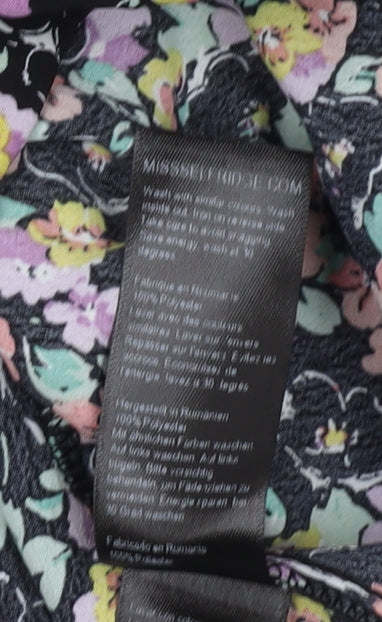 MISSSELFRIDGE.COM
Wash with similar colours. Wash
inside out. Iron on reverse side.
Take care to avoid snagging.
Save energy, wash at 30
degrees
Fabriqué en Roumanie
100% Polyester
Laver avec des couleurs
similaires. Laver sur l'envers
Repasser sur l'envers. Evitez les
accrocs. Economisez de
l'énergie, lavez à 30 degrés
Hergestellt in Rumänien
100% Polyester
Mit ähnlichen Farben waschen
Auf links waschen. Auf links
bügeln. Bitte vorsichtig
behandeln, um Fäde ziehen zu
vermeiden. Energie sparen, bei
30 Grad waschen
Fabricado en Rumania
100% Poliester